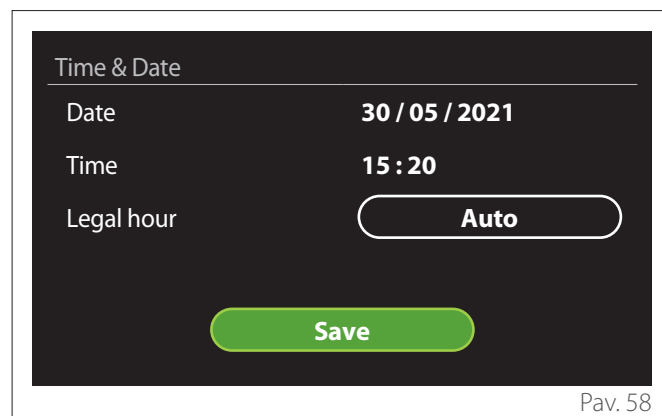 Time & Date
Date 30 / 05 / 2021
Time 15 : 20
Legal hour Auto
Save
Pav. 58